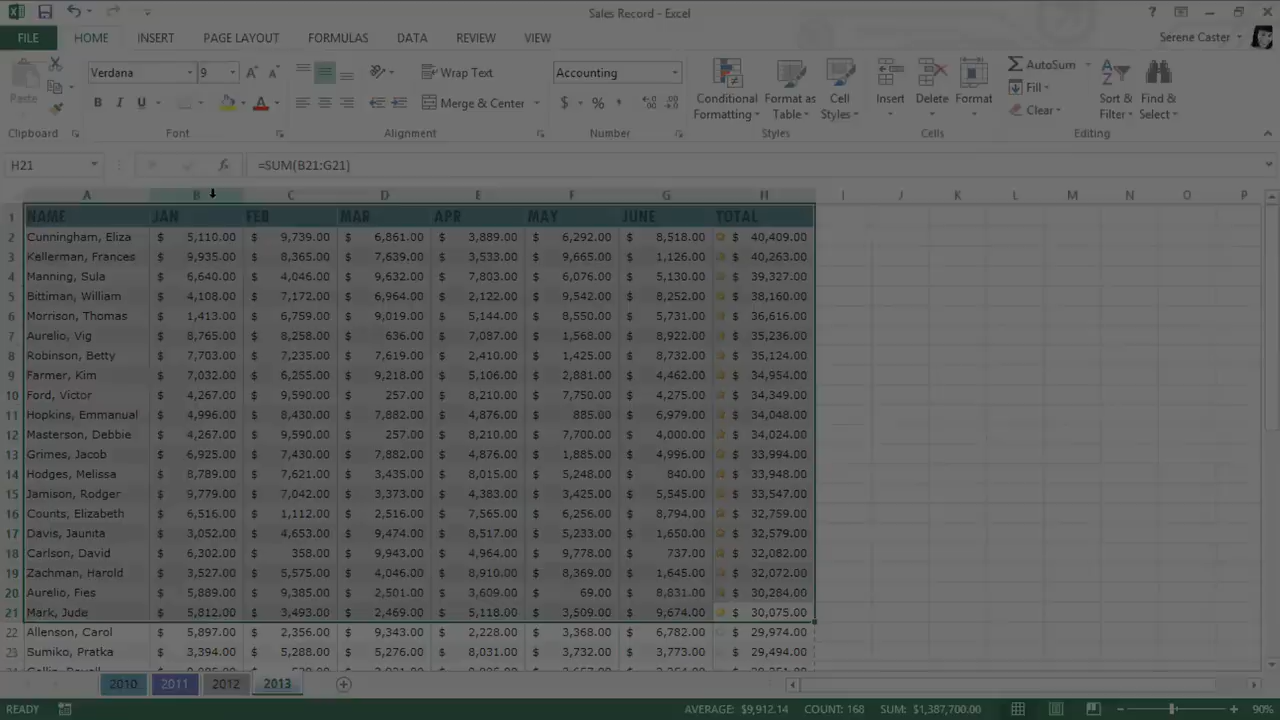 Sales Record - Excel
FILE HOME INSERT PAGE LAYOUT FORMULAS DATA REVIEW VIEW Serene Caster
Paste
Verdana 9
B I U A
Wrap Text
Merge & Center
Accounting
$ %
Conditional Formatting
Format as Table
Cell Styles
Insert Delete Format
AutoSum
Fill
Clear
Sort & Filter
Find & Select
Clipboard Font Alignment Number Styles Cells Editing
H21 fx =SUM(B21:G21)
A B C D E F G H I J K L M N O P
1 NAME JAN FEB MAR APR MAY JUNE TOTAL
2 Cunningham, Eliza $ 5,110.00 $ 9,739.00 $ 6,861.00 $ 3,889.00 $ 6,292.00 $ 8,518.00 $ 40,409.00
3 Kellerman, Frances $ 9,935.00 $ 8,365.00 $ 7,639.00 $ 3,533.00 $ 9,665.00 $ 1,126.00 $ 40,263.00
4 Manning, Sula $ 6,640.00 $ 4,046.00 $ 9,632.00 $ 7,803.00 $ 6,076.00 $ 5,130.00 $ 39,327.00
5 Bittiman, William $ 4,108.00 $ 7,172.00 $ 6,964.00 $ 2,122.00 $ 9,542.00 $ 8,252.00 $ 38,160.00
6 Morrison, Thomas $ 1,413.00 $ 6,759.00 $ 9,019.00 $ 5,144.00 $ 8,550.00 $ 5,731.00 $ 36,616.00
7 Aurelio, Vig $ 8,765.00 $ 8,258.00 $ 636.00 $ 7,087.00 $ 1,568.00 $ 8,922.00 $ 35,236.00
8 Robinson, Betty $ 7,703.00 $ 7,235.00 $ 7,619.00 $ 2,410.00 $ 1,425.00 $ 8,732.00 $ 35,124.00
9 Farmer, Kim $ 7,032.00 $ 6,255.00 $ 9,218.00 $ 5,106.00 $ 2,881.00 $ 4,462.00 $ 34,954.00
10 Ford, Victor $ 4,267.00 $ 9,590.00 $ 257.00 $ 8,210.00 $ 7,750.00 $ 4,275.00 $ 34,349.00
11 Hopkins, Emmanual $ 4,996.00 $ 8,430.00 $ 7,882.00 $ 4,876.00 $ 885.00 $ 6,979.00 $ 34,048.00
12 Masterson, Debbie $ 4,267.00 $ 9,590.00 $ 257.00 $ 8,210.00 $ 7,700.00 $ 4,000.00 $ 34,024.00
13 Grimes, Jacob $ 6,925.00 $ 7,430.00 $ 7,882.00 $ 4,876.00 $ 1,885.00 $ 4,996.00 $ 33,994.00
14 Hodges, Melissa $ 8,789.00 $ 7,621.00 $ 3,435.00 $ 8,015.00 $ 5,248.00 $ 840.00 $ 33,948.00
15 Jamison, Rodger $ 9,779.00 $ 7,042.00 $ 3,373.00 $ 4,383.00 $ 3,425.00 $ 5,545.00 $ 33,547.00
16 Counts, Elizabeth $ 6,516.00 $ 1,112.00 $ 2,516.00 $ 7,565.00 $ 6,256.00 $ 8,794.00 $ 32,759.00
17 Davis, Jaunita $ 3,052.00 $ 4,653.00 $ 9,474.00 $ 8,517.00 $ 5,233.00 $ 1,650.00 $ 32,579.00
18 Carlson, David $ 6,302.00 $ 358.00 $ 9,943.00 $ 4,964.00 $ 9,778.00 $ 737.00 $ 32,082.00
19 Zachman, Harold $ 3,527.00 $ 5,575.00 $ 4,046.00 $ 8,910.00 $ 8,369.00 $ 1,645.00 $ 32,072.00
20 Aurelio, Fies $ 5,889.00 $ 9,385.00 $ 2,501.00 $ 3,609.00 $ 69.00 $ 8,831.00 $ 30,284.00
21 Mark, Jude $ 5,812.00 $ 3,493.00 $ 2,469.00 $ 5,118.00 $ 3,509.00 $ 9,674.00 $ 30,075.00
22 Allenson, Carol $ 5,897.00 $ 2,356.00 $ 9,343.00 $ 2,228.00 $ 3,368.00 $ 6,782.00 $ 29,974.00
23 Sumiko, Pratka $ 3,394.00 $ 5,288.00 $ 5,276.00 $ 8,031.00 $ 3,732.00 $ 3,773.00 $ 29,494.00
2010 2011 2012 2013
READY AVERAGE: $9,912.14 COUNT: 168 SUM: $1,387,700.00 90%